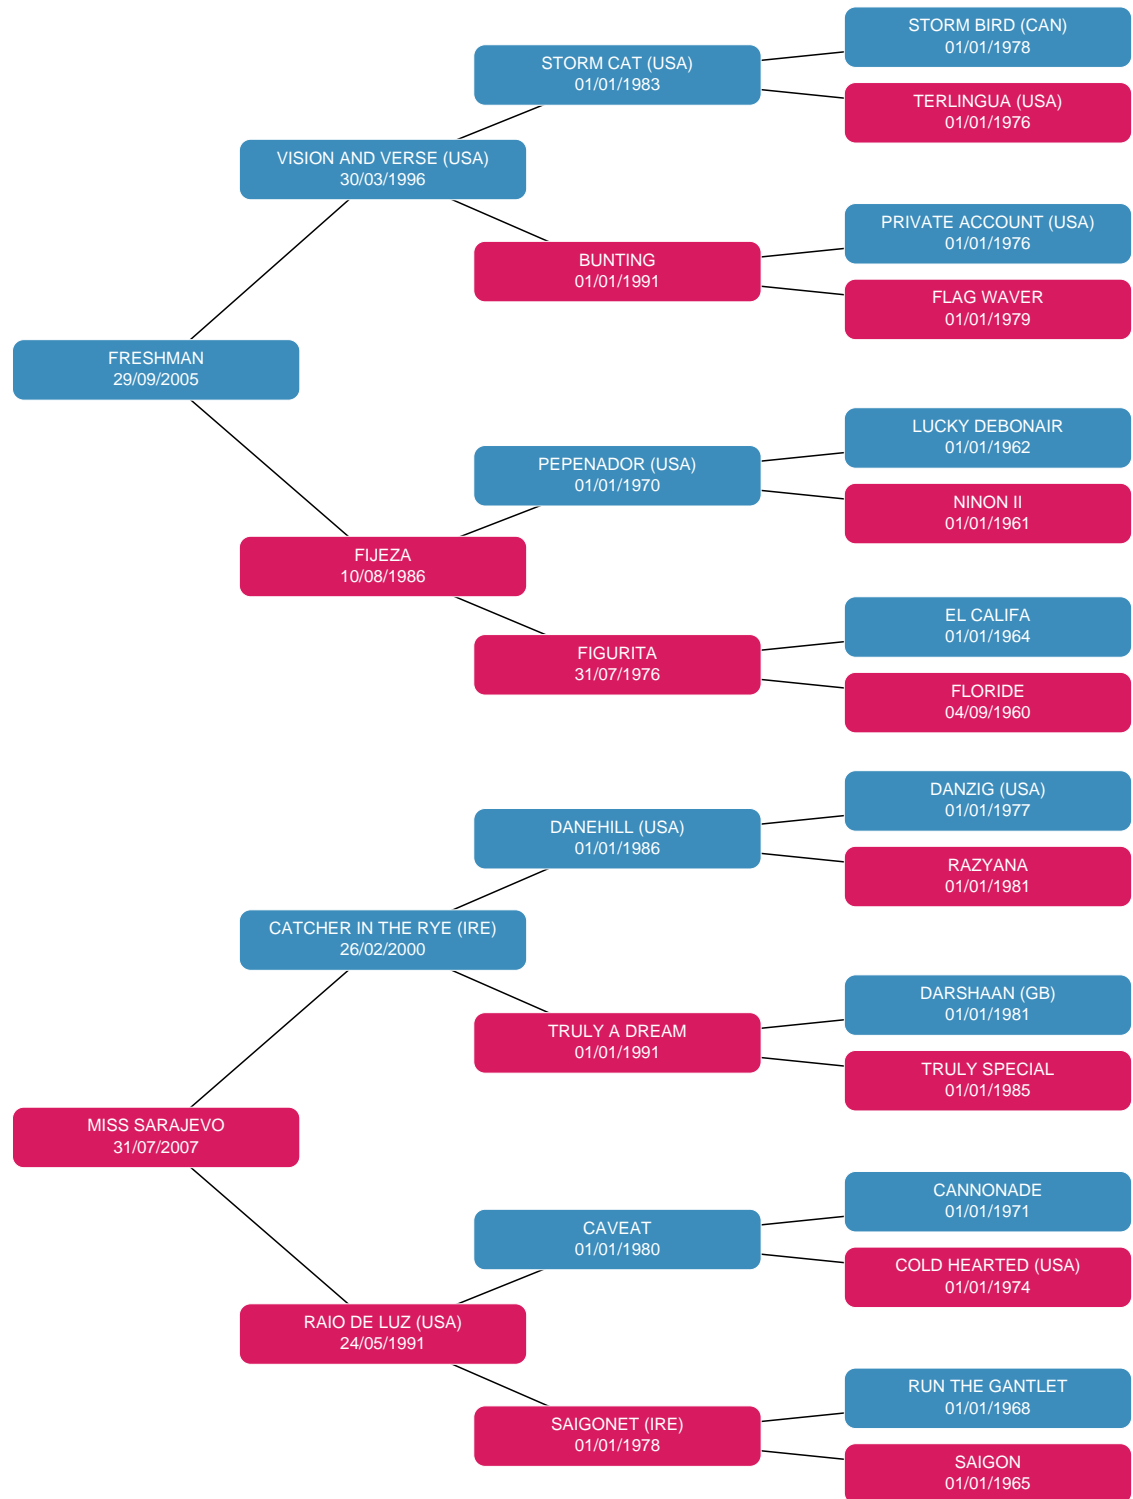 STORM BIRD (CAN)
01/01/1978
STORM CAT (USA)
01/01/1983
TERLINGUA (USA)
01/01/1976
VISION AND VERSE (USA)
30/03/1996
PRIVATE ACCOUNT (USA)
01/01/1976
BUNTING
01/01/1991
FLAG WAVER
01/01/1979
FRESHMAN
29/09/2005
LUCKY DEBONAIR
01/01/1962
PEPENADOR (USA)
01/01/1970
NINON II
01/01/1961
FIJEZA
10/08/1986
EL CALIFA
01/01/1964
FIGURITA
31/07/1976
FLORIDE
04/09/1960
DANZIG (USA)
01/01/1977
DANEHILL (USA)
01/01/1986
RAZYANA
01/01/1981
CATCHER IN THE RYE (IRE)
26/02/2000
DARSHAAN (GB)
01/01/1981
TRULY A DREAM
01/01/1991
TRULY SPECIAL
01/01/1985
MISS SARAJEVO
31/07/2007
CANNONADE
01/01/1971
CAVEAT
01/01/1980
COLD HEARTED (USA)
01/01/1974
RAIO DE LUZ (USA)
24/05/1991
RUN THE GANTLET
01/01/1968
SAIGONET (IRE)
01/01/1978
SAIGON
01/01/1965